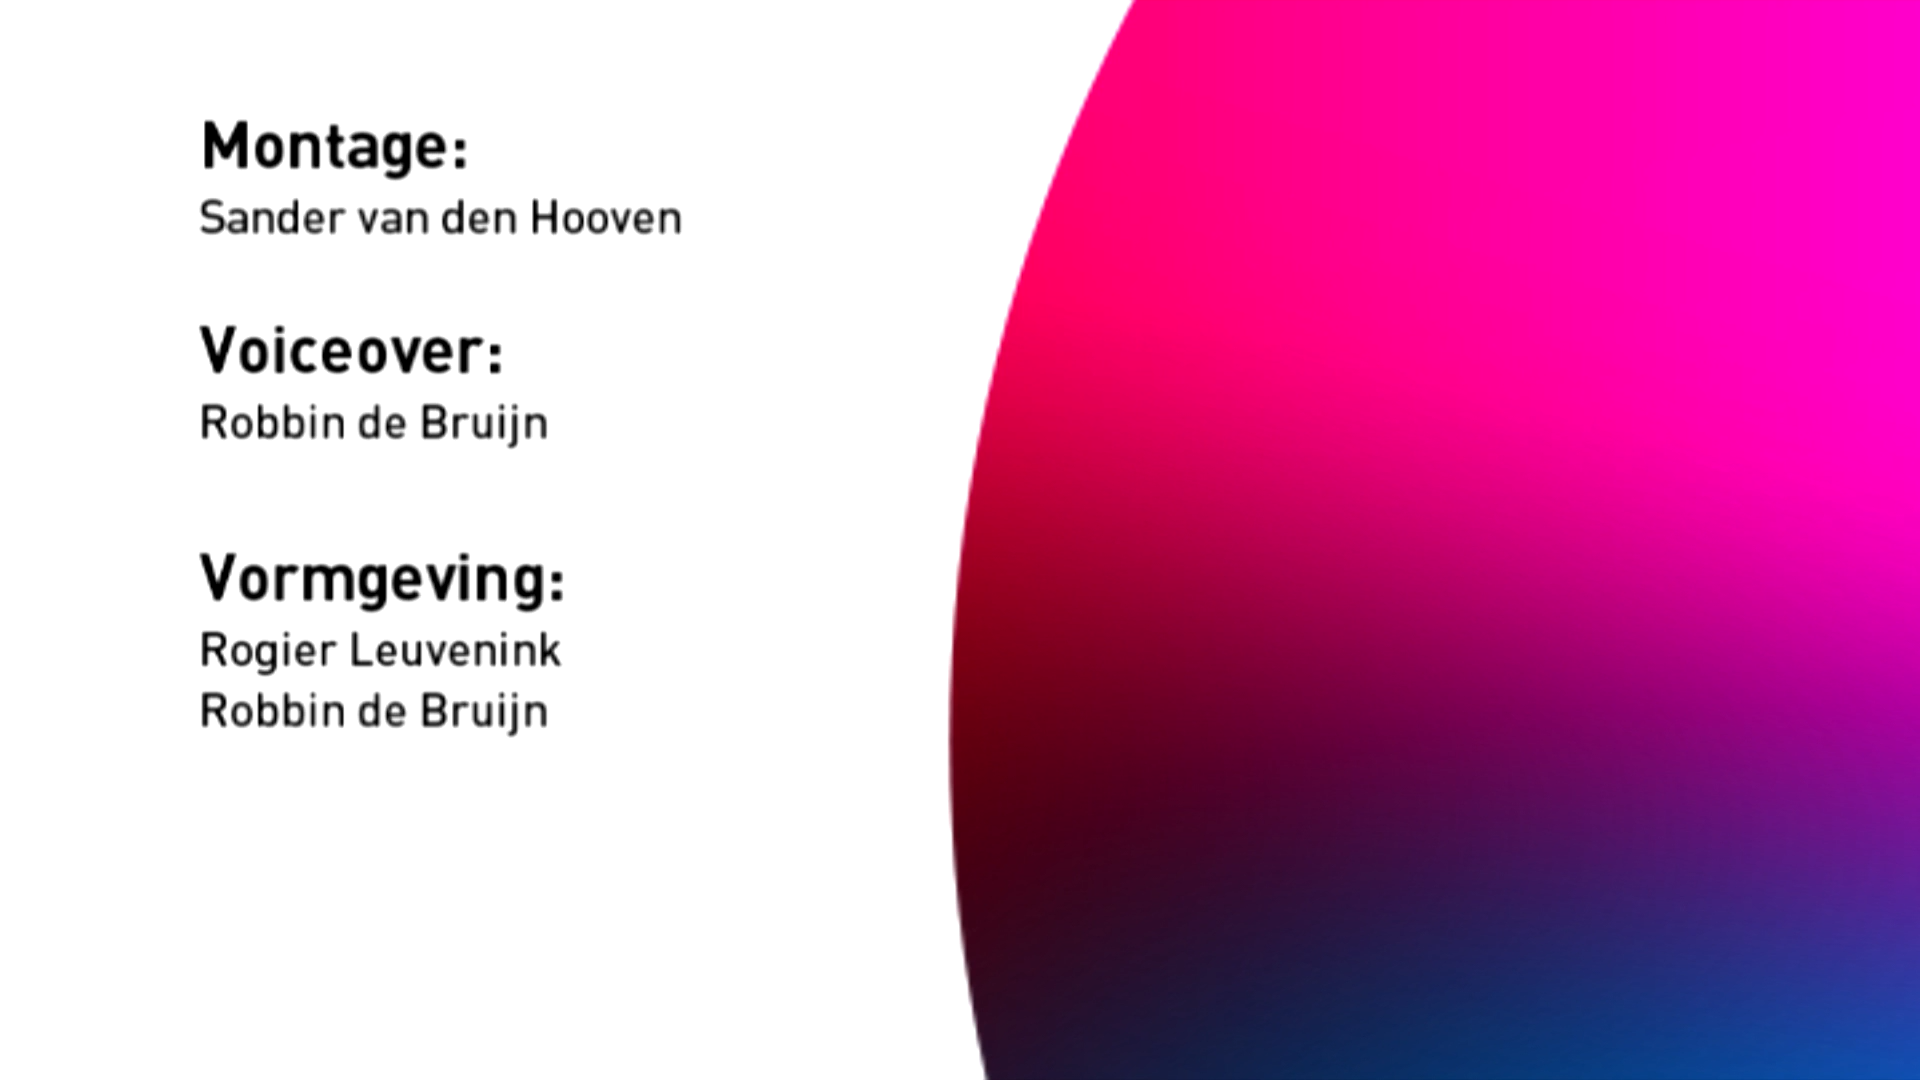 Montage:
Sander van den Hooven
Voiceover:
Robbin de Bruijn
Vormgeving:
Rogier Leuvenink
Robbin de Bruijn